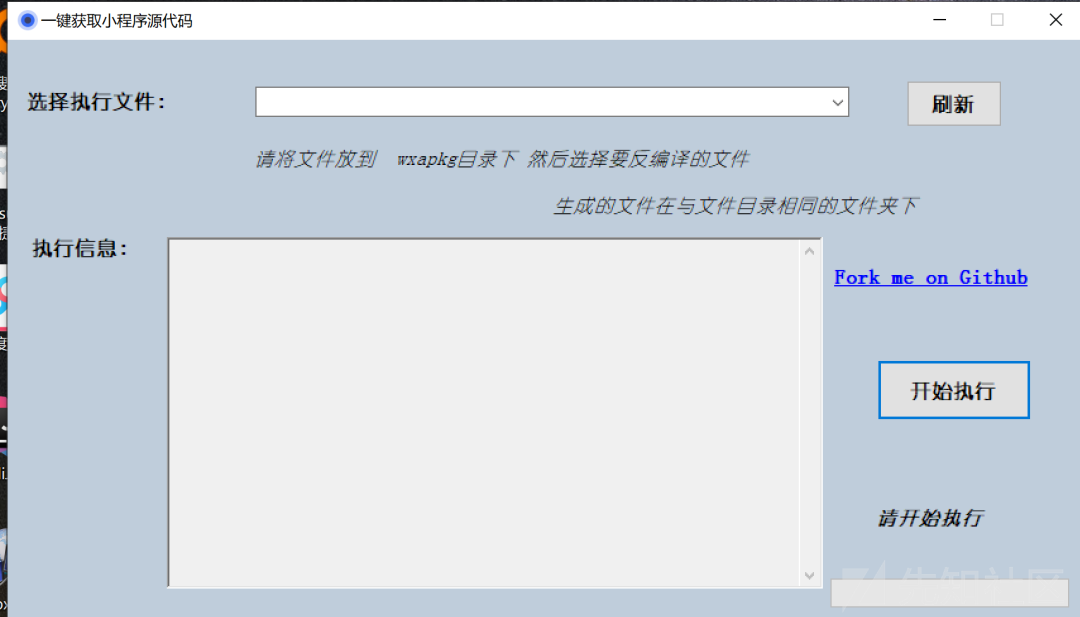 一键获取小程序源代码
选择执行文件：
刷新
请将文件放到 wxapkg目录下 然后选择要反编译的文件
生成的文件在与文件目录相同的文件夹下
执行信息：
Fork me on Github
开始执行
请开始执行
先知社区